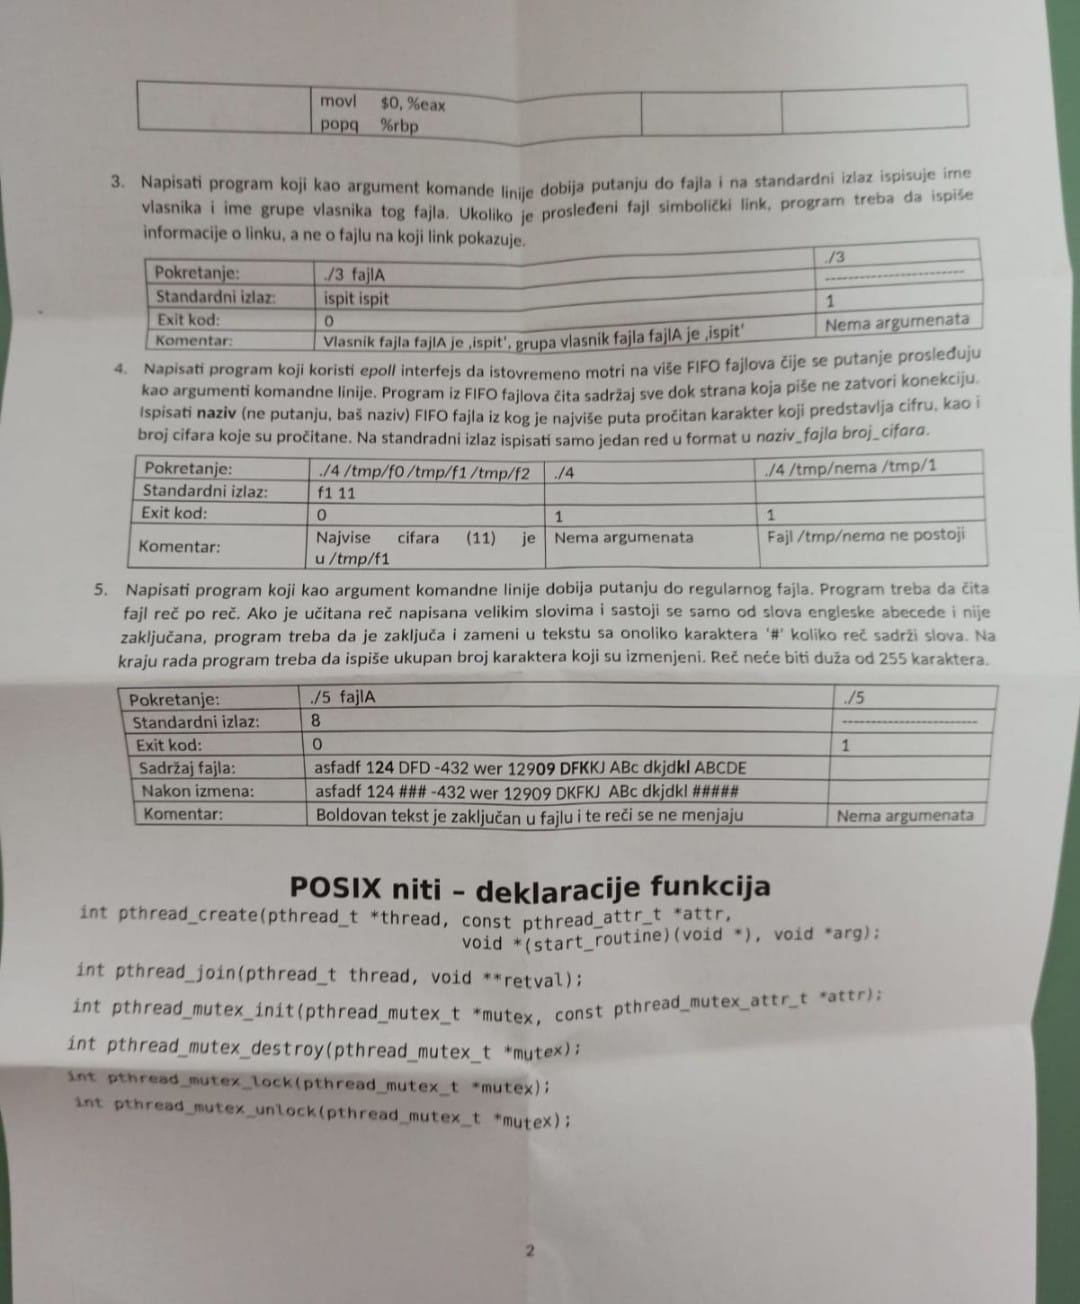 movl $0, %eax
popq %rbp
3. Napisati program koji kao argument komande linije dobija putanju do fajla i na standardni izlaz ispisuje ime
vlasnika i ime grupe vlasnika tog fajla. Ukoliko je prosleđeni fajl simbolički link, program treba da ispiše
informacije o linku, a ne o fajlu na koji link pokazuje.
Pokretanje: ./3 fajlA ./3
Standardni izlaz: ispit ispit ------------------------
Exit kod: 0 1
Komentar: Vlasnik fajla fajlA je ‚ispit', grupa vlasnik fajla fajlA je ‚ispit' Nema argumenata
4. Napisati program koji koristi epoll interfejs da istovremeno motri na više FIFO fajlova čije se putanje prosleđuju
kao argumenti komandne linije. Program iz FIFO fajlova čita sadržaj sve dok strana koja piše ne zatvori konekciju.
Ispisati naziv (ne putanju, baš naziv) FIFO fajla iz kog je najviše puta pročitan karakter koji predstavlja cifru, kao i
broj cifara koje su pročitane. Na standradni izlaz ispisati samo jedan red u format u naziv_fajla broj_cifara.
Pokretanje: ./4 /tmp/f0 /tmp/f1 /tmp/f2 ./4 ./4 /tmp/nema /tmp/1
Standardni izlaz: f1 11
Exit kod: 0 1 1
Komentar: Najvise cifara (11) je Nema argumenata Fajl /tmp/nema ne postoji
u /tmp/f1
5. Napisati program koji kao argument komandne linije dobija putanju do regularnog fajla. Program treba da čita
fajl reč po reč. Ako je učitana reč napisana velikim slovima i sastoji se samo od slova engleske abecede i nije
zaključana, program treba da je zaključa i zameni u tekstu sa onoliko karaktera '#' koliko reč sadrži slova. Na
kraju rada program treba da ispiše ukupan broj karaktera koji su izmenjeni. Reč neće biti duža od 255 karaktera.
Pokretanje: ./5 fajlA ./5
Standardni izlaz: 8 ------------------------
Exit kod: 0 1
Sadržaj fajla: asfadf 124 DFD -432 wer 12909 DFKKJ ABc dkjdkl ABCDE
Nakon izmena: asfadf 124 ### -432 wer 12909 DKFKJ ABc dkjdkl #####
Komentar: Boldovan tekst je zaključan u fajlu i te reči se ne menjaju Nema argumenata
POSIX niti – deklaracije funkcija
int pthread_create(pthread_t *thread, const pthread_attr_t *attr,
void *(start_routine)(void *), void *arg);
int pthread_join(pthread_t thread, void **retval);
int pthread_mutex_init(pthread_mutex_t *mutex, const pthread_mutex_attr_t *attr);
int pthread_mutex_destroy(pthread_mutex_t *mutex);
int pthread_mutex_lock(pthread_mutex_t *mutex);
int pthread_mutex_unlock(pthread_mutex_t *mutex);
2